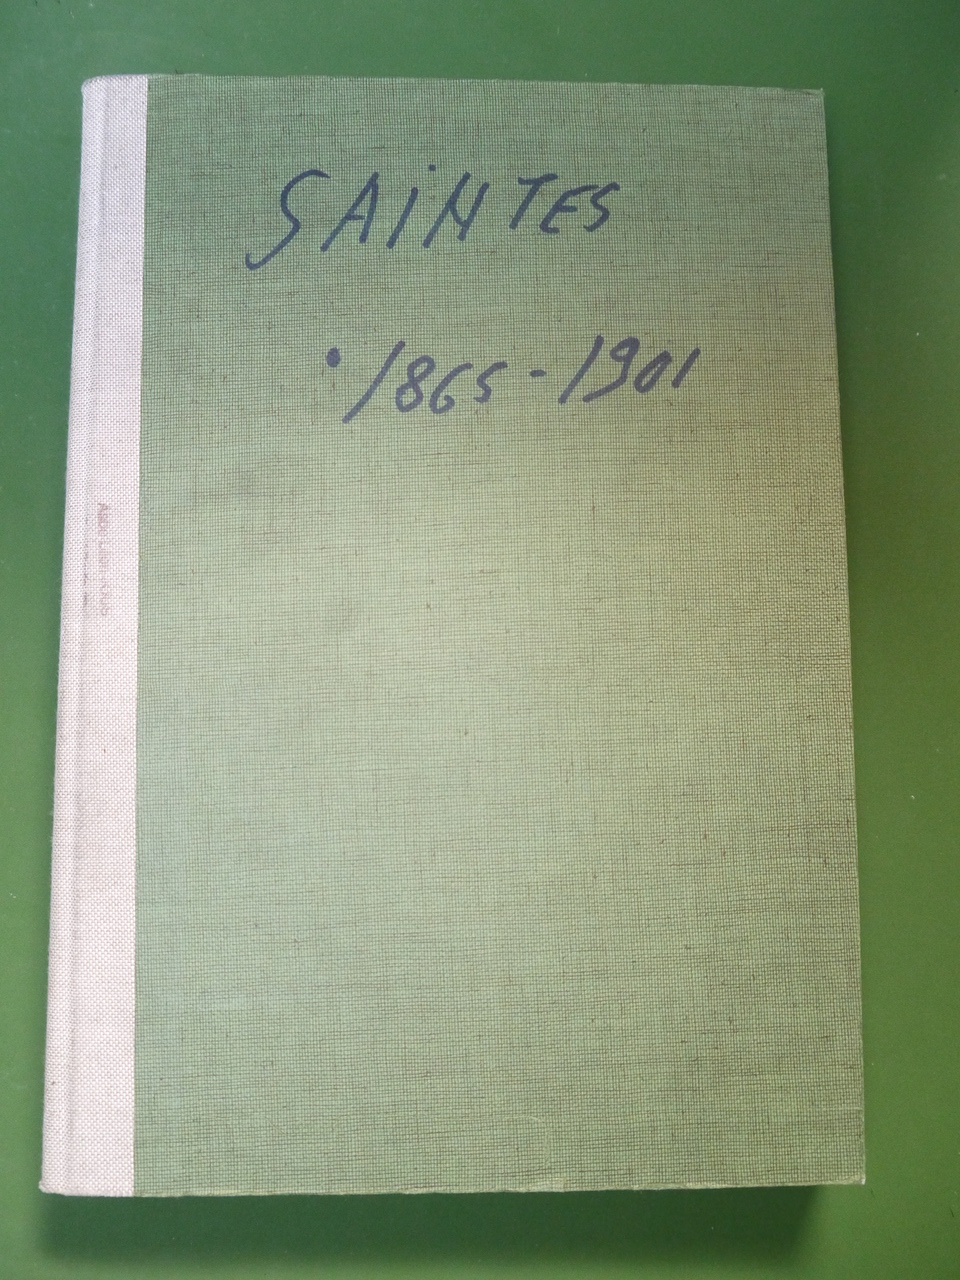 SAINTES
• 1865 - 1901